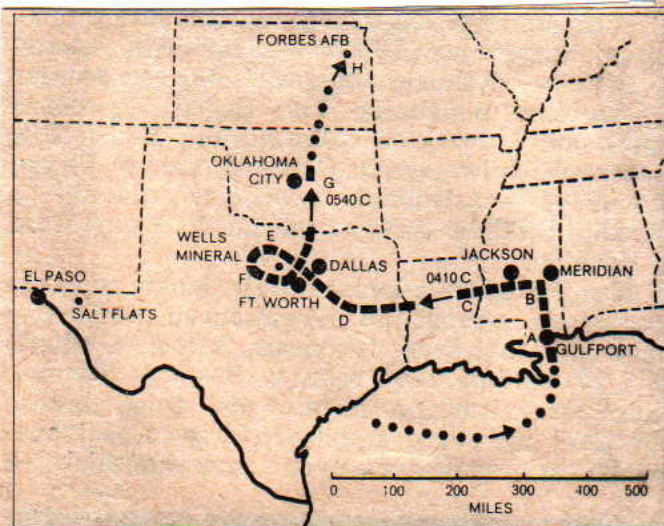 FORBES AFB
H
OKLAHOMA
CITY
G
0540 C
E
WELLS
MINERAL
DALLAS
F
FT. WORTH
JACKSON
0410 C
MERIDIAN
EL PASO
SALT FLATS
D
C
B
A
GULFPORT
0 100 200 300 400 500
MILES